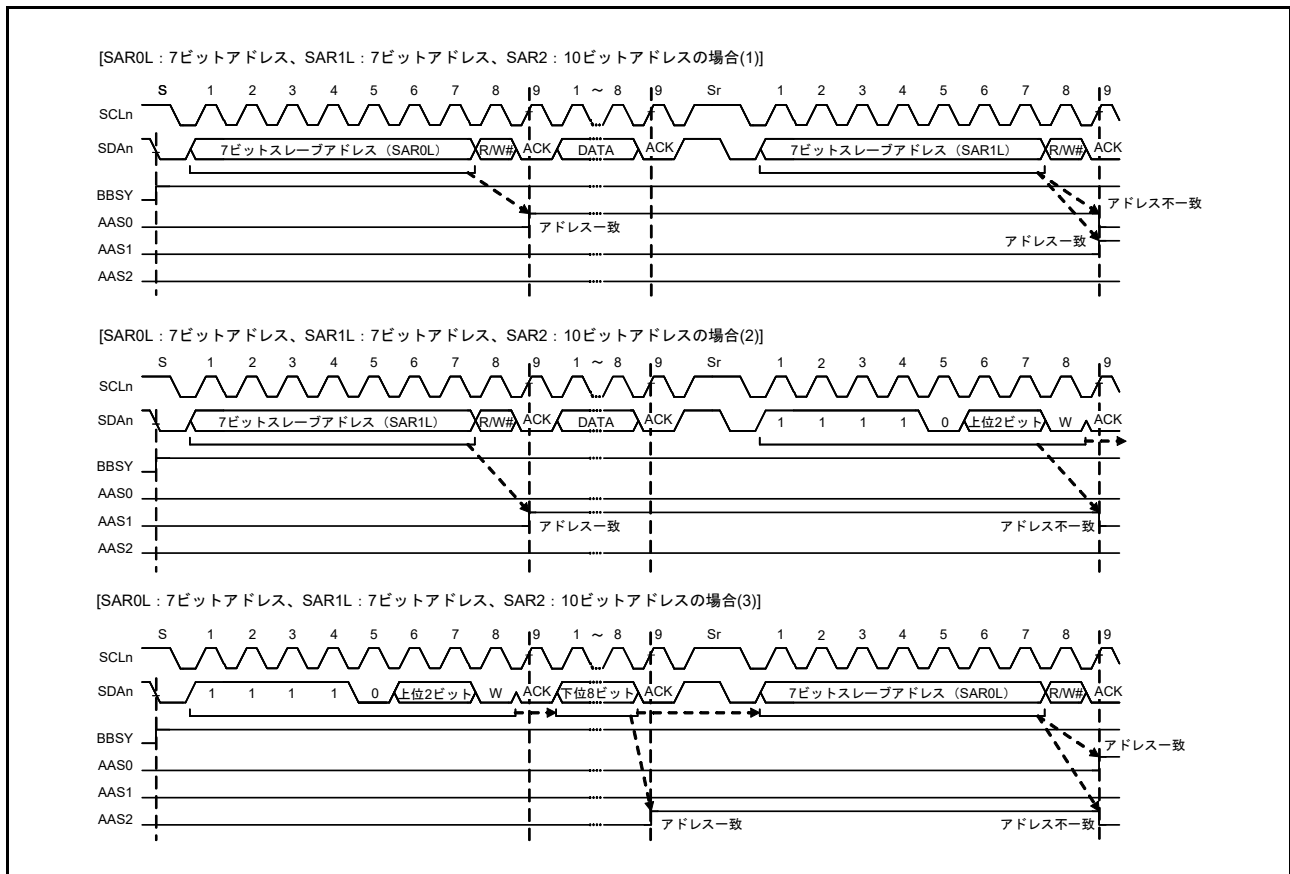 [SAR0L：7ビットアドレス、SAR1L：7ビットアドレス、SAR2：10ビットアドレスの場合(1)]
S 1 2 3 4 5 6 7 8 9 1 ～ 8 9 Sr 1 2 3 4 5 6 7 8 9
SCLn
SDAn 7ビットスレーブアドレス（SAR0L） R/W# ACK DATA ACK 7ビットスレーブアドレス（SAR1L） R/W# ACK
BBSY
アドレス不一致
AAS0 アドレス一致
アドレス一致
AAS1
AAS2
[SAR0L：7ビットアドレス、SAR1L：7ビットアドレス、SAR2：10ビットアドレスの場合(2)]
S 1 2 3 4 5 6 7 8 9 1 ～ 8 9 Sr 1 2 3 4 5 6 7 8 9
SCLn
SDAn 7ビットスレーブアドレス（SAR1L） R/W# ACK DATA ACK 1 1 1 1 0 上位2ビット W ACK
BBSY
AAS0
AAS1 アドレス一致 アドレス不一致
AAS2
[SAR0L：7ビットアドレス、SAR1L：7ビットアドレス、SAR2：10ビットアドレスの場合(3)]
S 1 2 3 4 5 6 7 8 9 1 ～ 8 9 Sr 1 2 3 4 5 6 7 8 9
SCLn
SDAn 1 1 1 1 0 上位2ビット W ACK 下位8ビット ACK 7ビットスレーブアドレス（SAR0L） R/W# ACK
BBSY アドレス一致
AAS0
AAS1
AAS2 アドレス一致 アドレス不一致